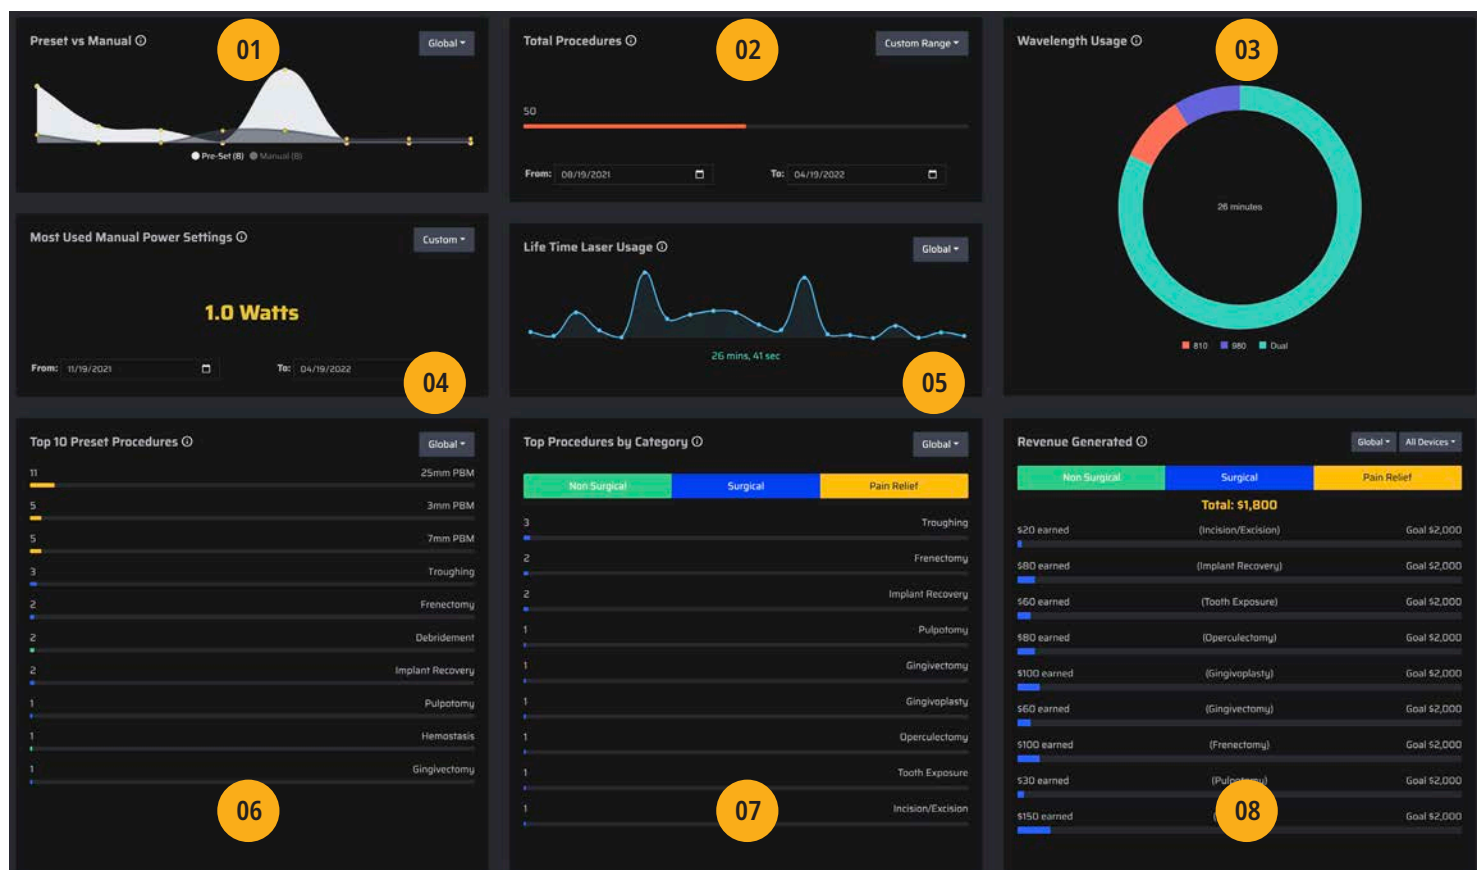 Preset vs Manual
01
Global
Pre-Set (8) Manual (8)
Total Procedures
02
Custom Range
50
From: 08/19/2021 To: 04/19/2022
Wavelength Usage
03
26 minutes
810 980 Dual
Most Used Manual Power Settings
Custom
1.0 Watts
From: 11/19/2021 To: 04/19/2022
04
Life Time Laser Usage
Global
26 mins, 41 sec
05
Top 10 Preset Procedures
Global
11 25mm PBM
5 3mm PBM
5 7mm PBM
3 Troughing
2 Frenectomy
2 Debridement
2 Implant Recovery
1 Pulpotomy
1 Hemostasis
1 Gingivectomy
06
Top Procedures by Category
Global
Non Surgical Surgical Pain Relief
3 Troughing
2 Frenectomy
2 Implant Recovery
1 Pulpotomy
1 Gingivectomy
1 Gingivoplasty
1 Operculectomy
1 Tooth Exposure
1 Incision/Excision
07
Revenue Generated
Global All Devices
Non Surgical Surgical Pain Relief
Total: $1,800
$20 earned (Incision/Excision) Goal $2,000
$80 earned (Implant Recovery) Goal $2,000
$60 earned (Tooth Exposure) Goal $2,000
$80 earned (Operculectomy) Goal $2,000
$100 earned (Gingivoplasty) Goal $2,000
$60 earned (Gingivectomy) Goal $2,000
$100 earned (Frenectomy) Goal $2,000
$30 earned (Pulpotomy) Goal $2,000
$150 earned Goal $2,000
08